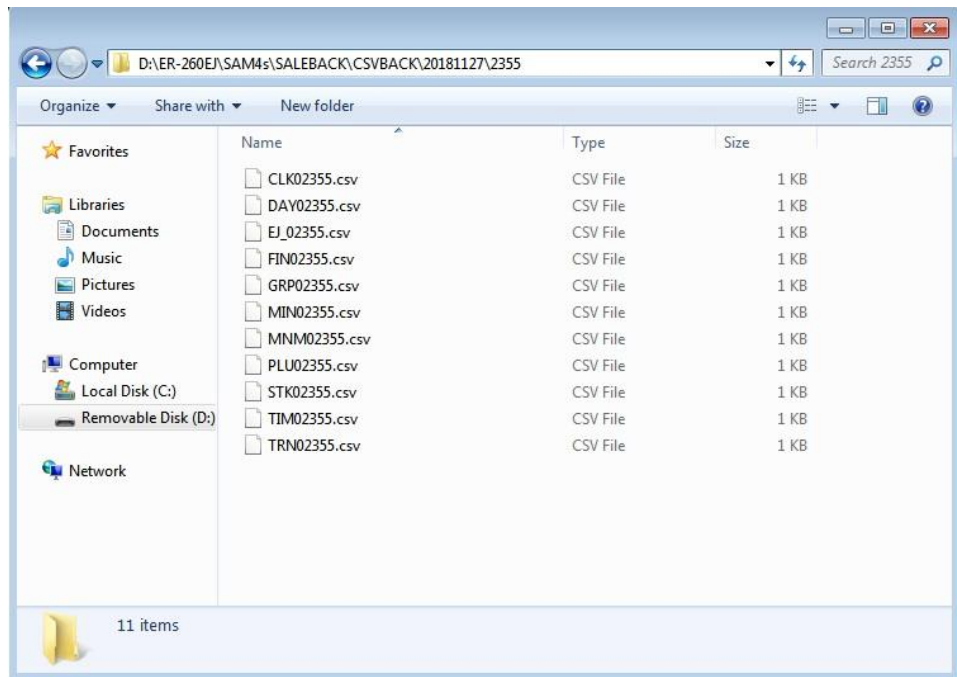 D:\ER-260EJ\SAM4s\SALEBACK\CSVBACK\20181127\2355
Search 2355
Organize Share with New folder
Name Type Size
Favorites
Libraries
Documents
Music
Pictures
Videos
Computer
Local Disk (C:)
Removable Disk (D:)
Network
CLK02355.csv CSV File 1 KB
DAY02355.csv CSV File 1 KB
EJ_02355.csv CSV File 1 KB
FIN02355.csv CSV File 1 KB
GRP02355.csv CSV File 1 KB
MIN02355.csv CSV File 1 KB
MNM02355.csv CSV File 1 KB
PLU02355.csv CSV File 1 KB
STK02355.csv CSV File 1 KB
TIM02355.csv CSV File 1 KB
TRN02355.csv CSV File 1 KB
11 items